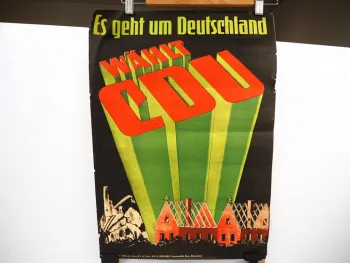 Es geht um Deutschland
WÄHLT
CDU